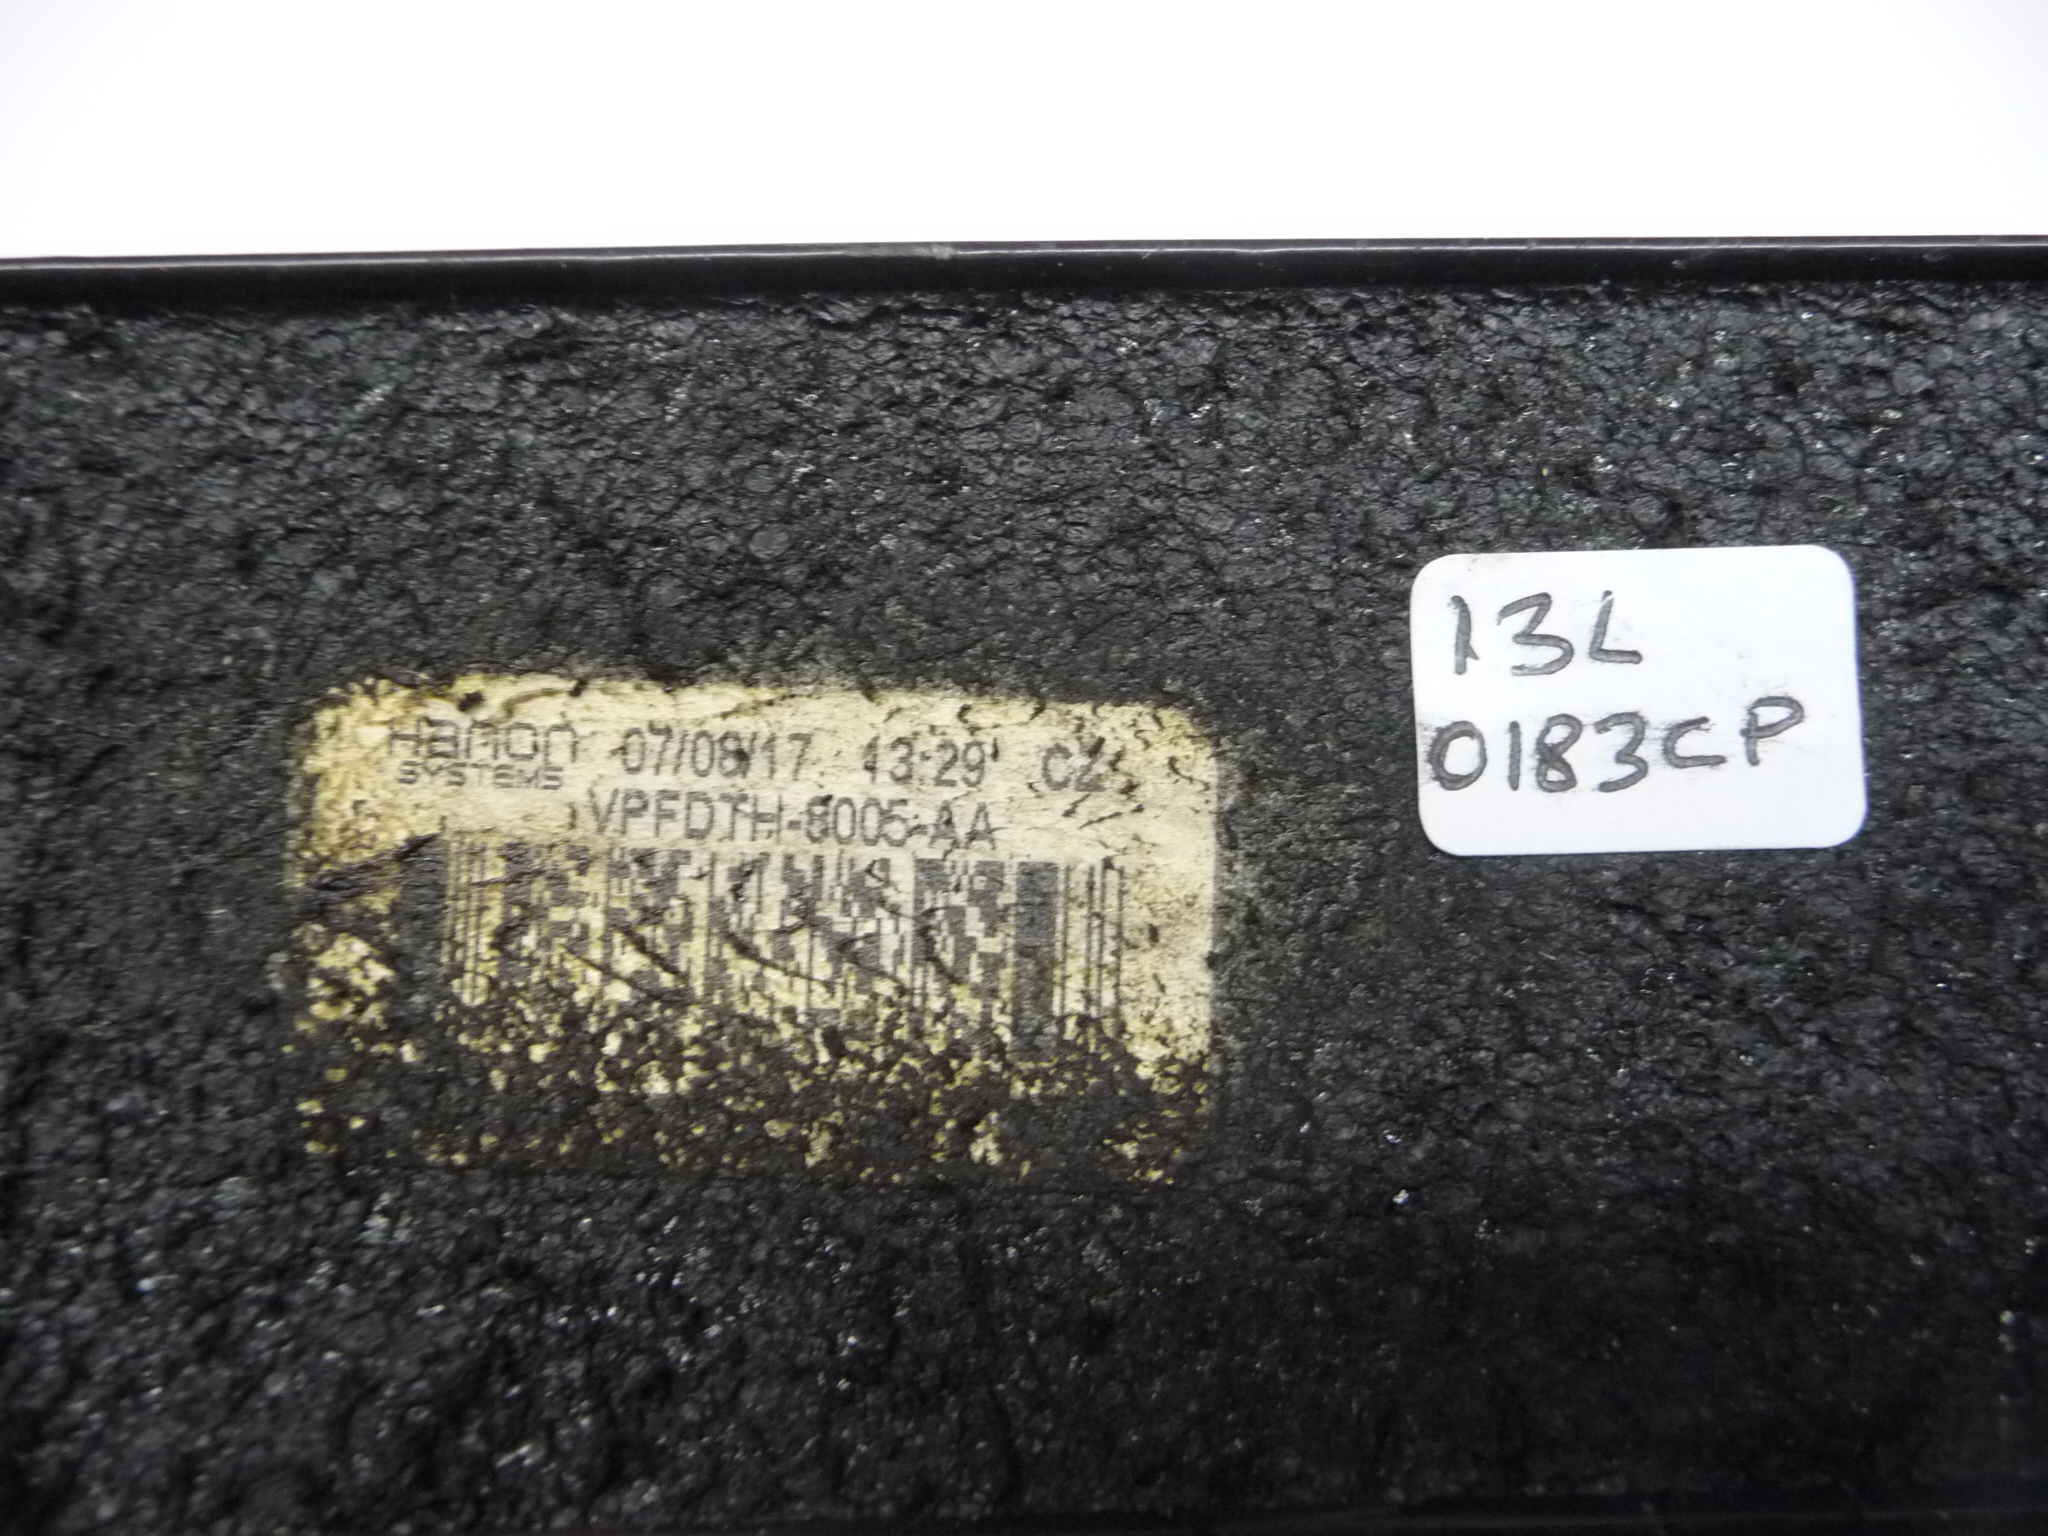 Hanon 07/08/17 13:29 CZ
SYSTEMS
VPFDTH-8005-AA
13L
0183CP